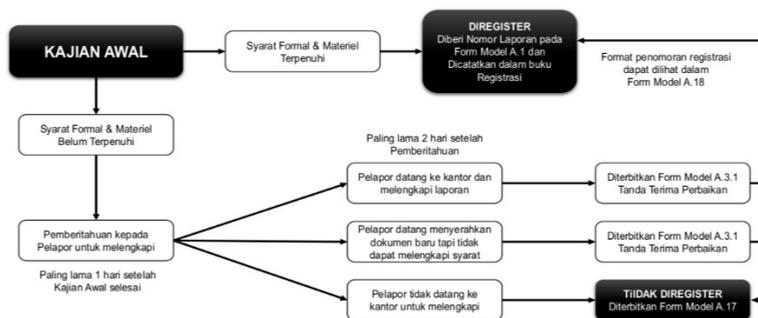 KAJIAN AWAL
Syarat Formal & Materiel
Terpenuhi
DIREGISTER
Diberi Nomor Laporan pada
Form Model A.1 dan
Dicatatkan dalam buku
Registrasi
Format penomoran registrasi
dapat dilihat dalam
Form Model A.18
Syarat Formal & Materiel
Belum Terpenuhi
Paling lama 2 hari setelah
Pemberitahuan
Pelapor datang ke kantor dan
melengkapi laporan
Diterbitkan Form Model A.3.1
Tanda Terima Perbaikan
Pemberitahuan kepada
Pelapor untuk melengkapi
Paling lama 1 hari setelah
Kajian Awal selesai
Pelapor datang menyerahkan
dokumen baru tapi tidak
dapat melengkapi syarat
Diterbitkan Form Model A.3.1
Tanda Terima Perbaikan
Pelapor tidak datang ke
kantor untuk melengkapi
TiIDAK DIREGISTER
Diterbitkan Form Model A.17